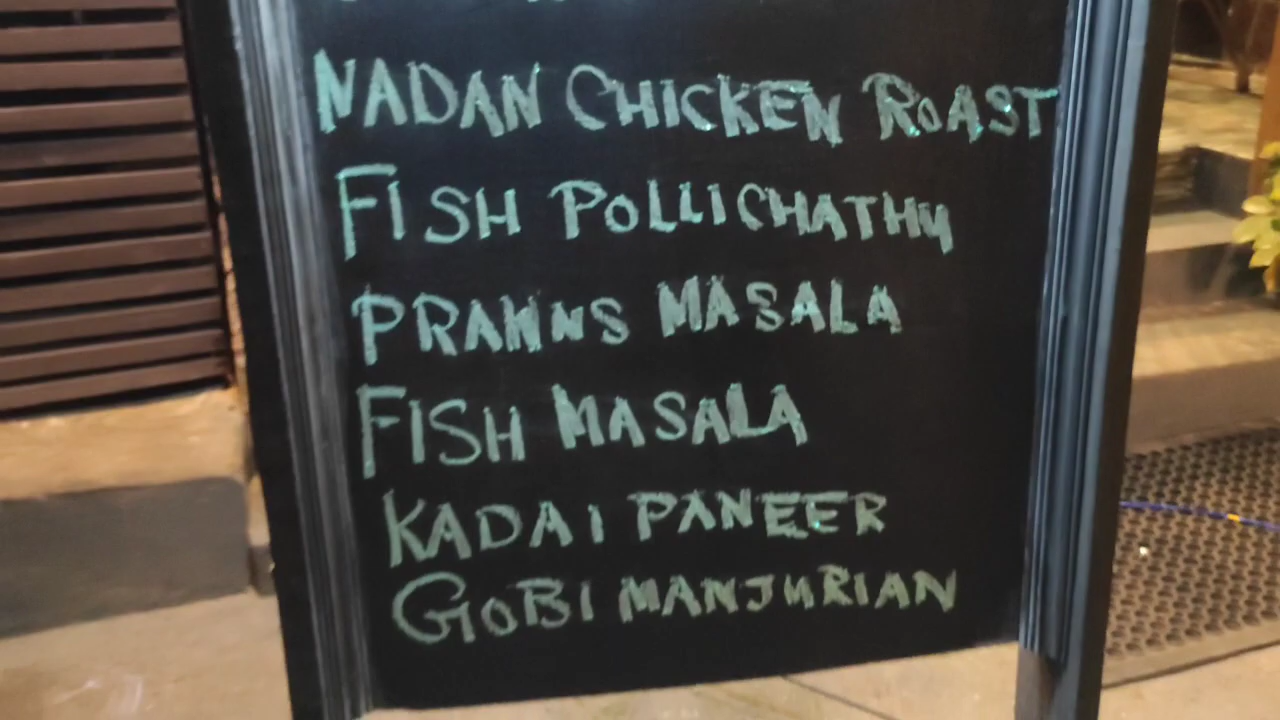 NADAN CHICKEN ROAST
FISH POLLICHATHU
PRAWNS MASALA
FISH MASALA
KADAI PANEER
GOBI MANJURIAN